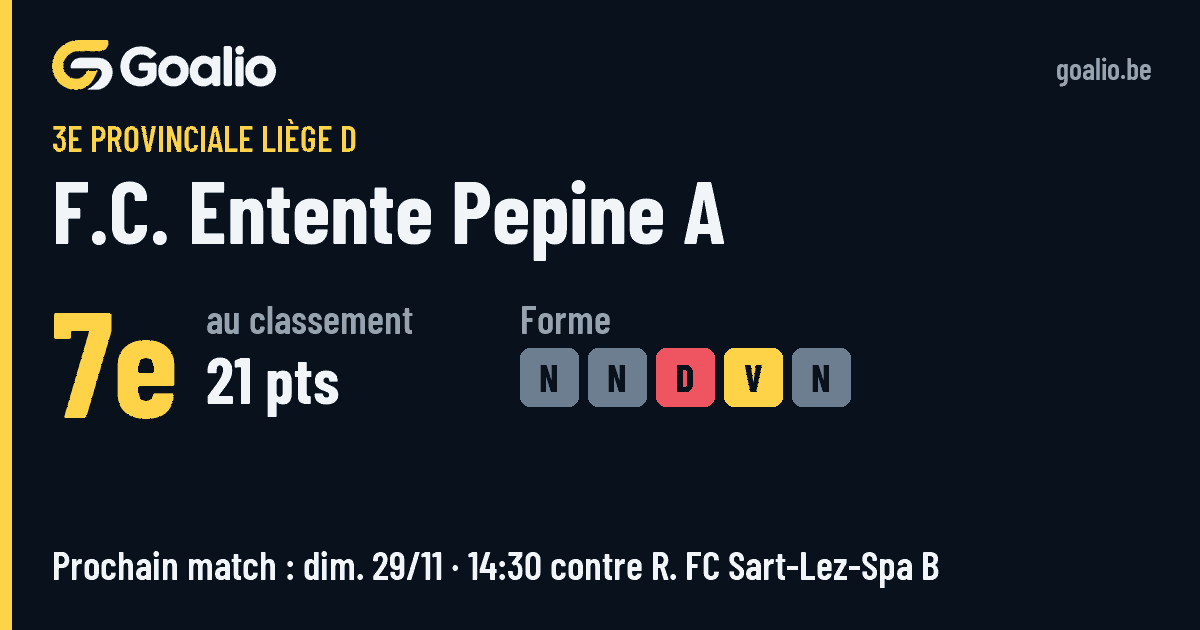 Goalio
goalio.be
3E PROVINCIALE LIÈGE D
F.C. Entente Pepine A
7e
au classement
21 pts
Forme
N N D V N
Prochain match : dim. 29/11 · 14:30 contre R. FC Sart-Lez-Spa B